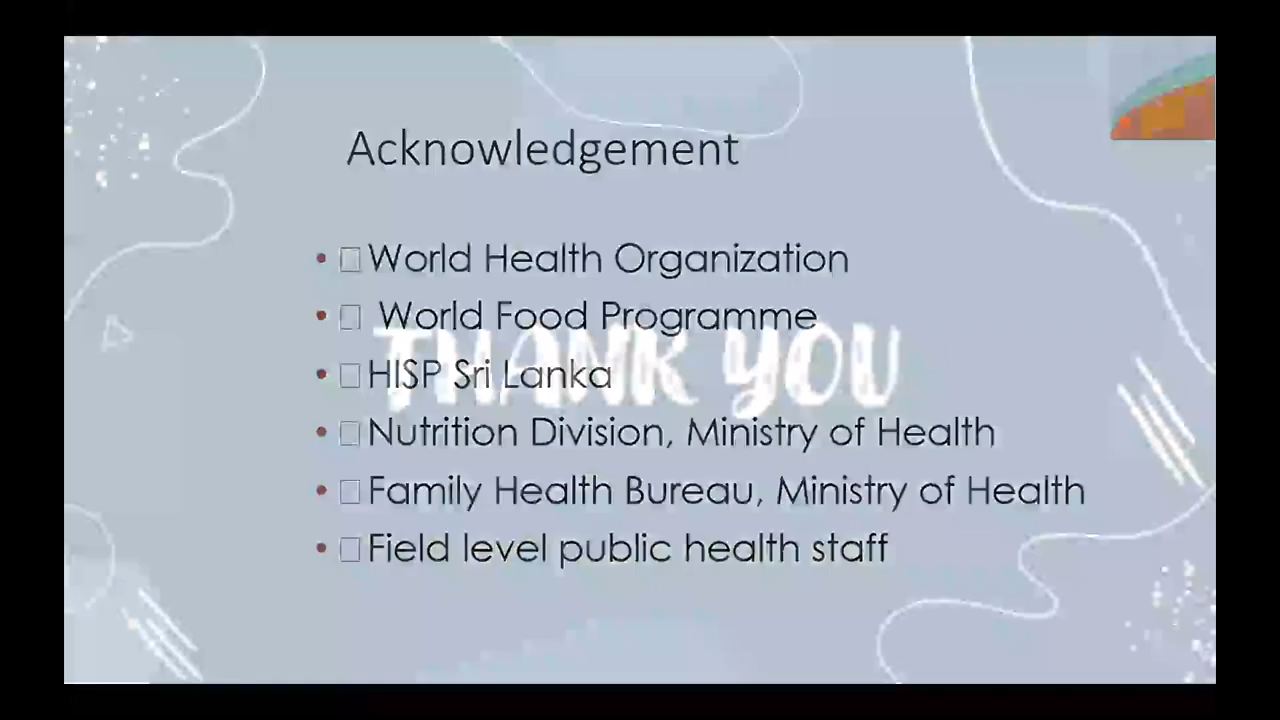 Acknowledgement
• World Health Organization
• World Food Programme
THANK YOU
• HISP Sri Lanka
• Nutrition Division, Ministry of Health
• Family Health Bureau, Ministry of Health
• Field level public health staff